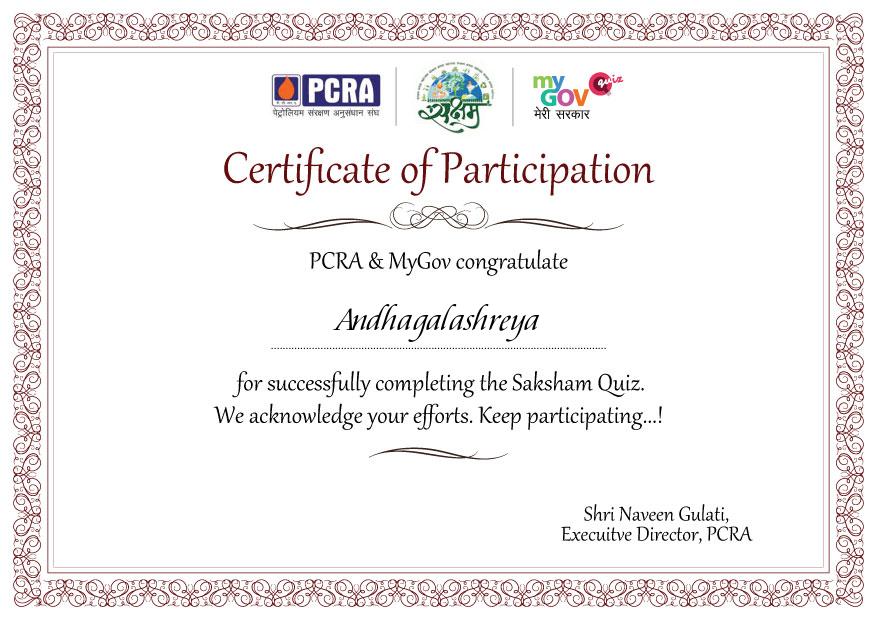 PCRA
पेट्रोलियम संरक्षण अनुसंधान संघ
सक्षम
my quiz
GOV
मेरी सरकार
Certificate of Participation
PCRA & MyGov congratulate
Andhagalashreya
for successfully completing the Saksham Quiz.
We acknowledge your efforts. Keep participating...!
Shri Naveen Gulati,
Execuitve Director, PCRA